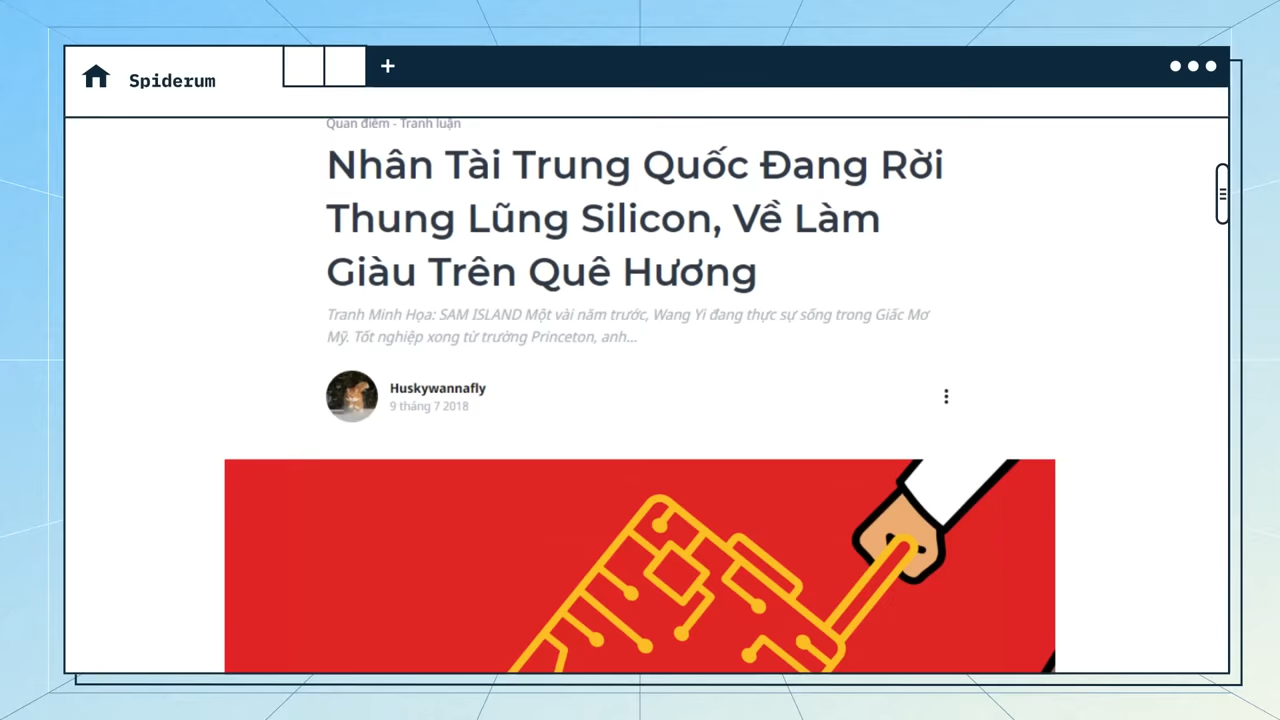 Spiderum
Quan điểm - Tranh luận
Nhân Tài Trung Quốc Đang Rời
Thung Lũng Silicon, Về Làm
Giàu Trên Quê Hương
Tranh Minh Họa: SAM ISLAND Một vài năm trước, Wang Yi đang thực sự sống trong Giấc Mơ
Mỹ. Tốt nghiệp xong từ trường Princeton, anh...
Huskywannafly
9 tháng 7 2018